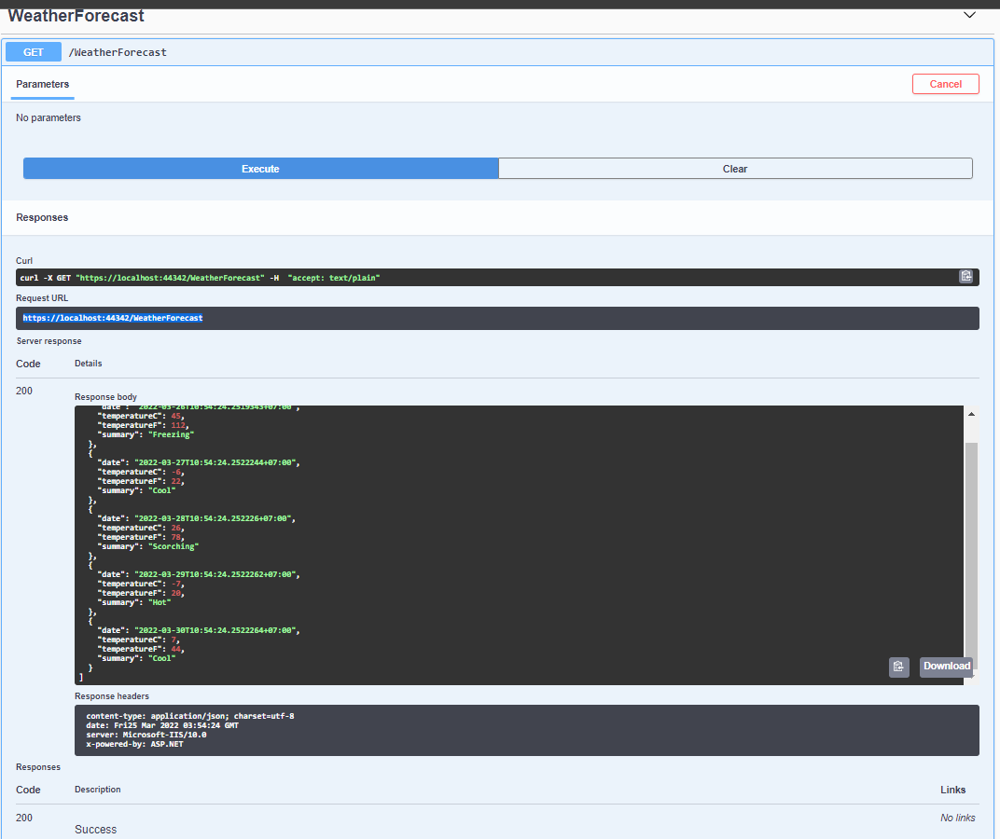 WeatherForecast
GET /WeatherForecast
Parameters Cancel
No parameters
Execute Clear
Responses
Curl
curl -X GET "https://localhost:44342/WeatherForecast" -H  "accept: text/plain"
Request URL
https://localhost:44342/WeatherForecast
Server response
Code Details
200
Response body
"date": "2022-03-26T10:54:24.2519343+07:00",
"temperatureC": 45,
"temperatureF": 112,
"summary": "Freezing"
},
{
"date": "2022-03-27T10:54:24.2522244+07:00",
"temperatureC": -6,
"temperatureF": 22,
"summary": "Cool"
},
{
"date": "2022-03-28T10:54:24.252226+07:00",
"temperatureC": 26,
"temperatureF": 78,
"summary": "Scorching"
},
{
"date": "2022-03-29T10:54:24.2522262+07:00",
"temperatureC": -7,
"temperatureF": 20,
"summary": "Hot"
},
{
"date": "2022-03-30T10:54:24.2522264+07:00",
"temperatureC": 7,
"temperatureF": 44,
"summary": "Cool"
}
]
Download
Response headers
content-type: application/json; charset=utf-8
date: Fri25 Mar 2022 03:54:24 GMT
server: Microsoft-IIS/10.0
x-powered-by: ASP.NET
Responses
Code Description Links
200 No links
Success